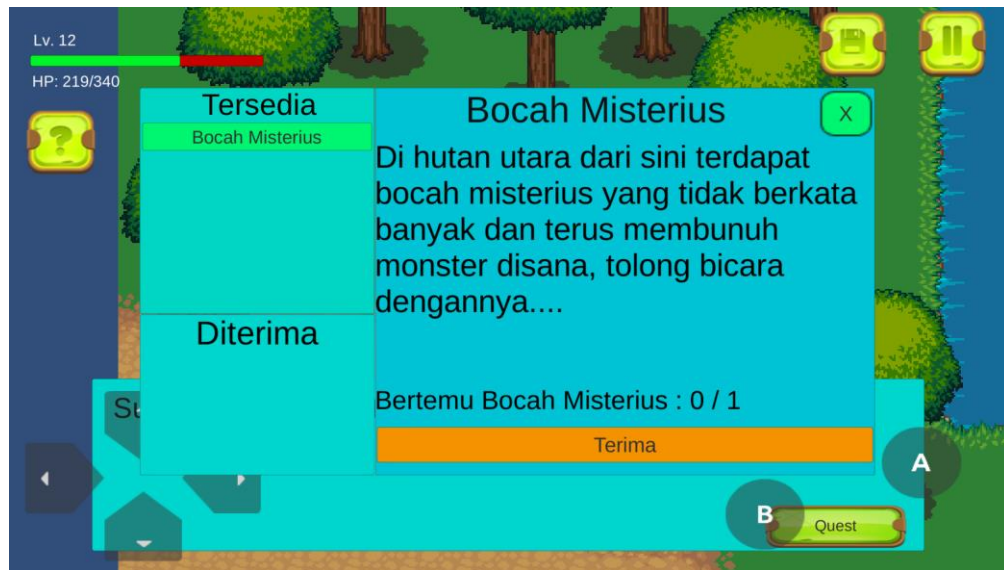 Lv. 12
HP: 219/340
?
Tersedia
Bocah Misterius
Diterima
Bocah Misterius
X
Di hutan utara dari sini terdapat
bocah misterius yang tidak berkata
banyak dan terus membunuh
monster disana, tolong bicara
dengannya....
Bertemu Bocah Misterius : 0 / 1
Terima
A
B
Quest